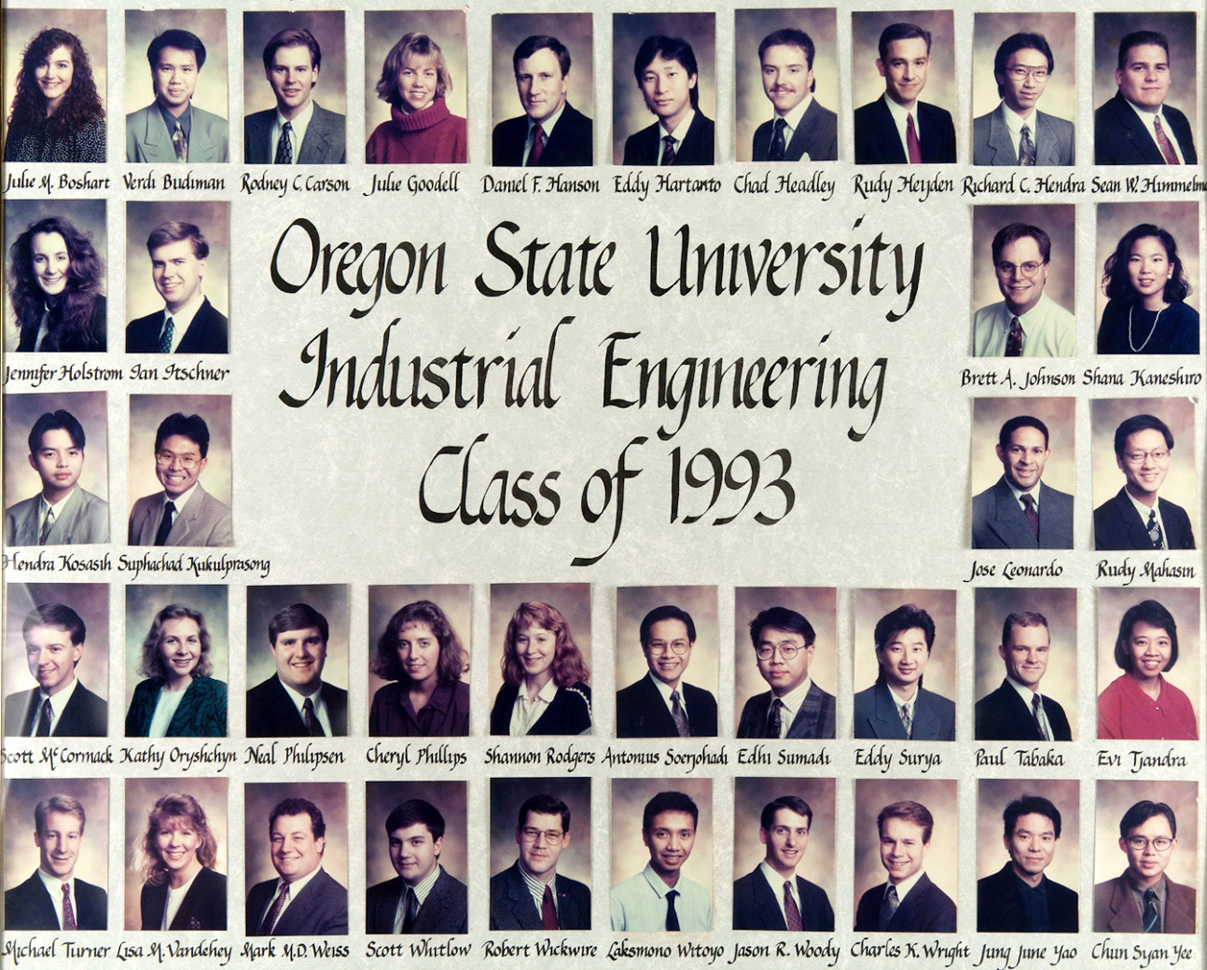 Julie M. Boshart Verdi Budiman Rodney C. Carson Julie Goodell Daniel F. Hanson Eddy Hartanto Chad Headley Rudy Heyden Richard C. Hendra Sean W. Himmelm
Oregon State University
Industrial Engineering
Class of 1993
Jennifer Holstrom Ian Itschner Brett A. Johnson Shana Kaneshiro
Hendra Kosasih Suphachad Kukulprasong Jose Leonardo Rudy Mahasin
Scott McCormack Kathy Oryshchyn Neal Philipsen Cheryl Phillips Shannon Rodgers Antonius Soerjohadi Edhi Sumadi Eddy Surya Paul Tabaka Evi Tjandra
Michael Turner Lisa M. Vandehey Mark M.D. Weiss Scott Whitlow Robert Wickwire Laksmono Witoyo Jason R. Woody Charles K. Wright Jung June Yao Chun Syan Yee